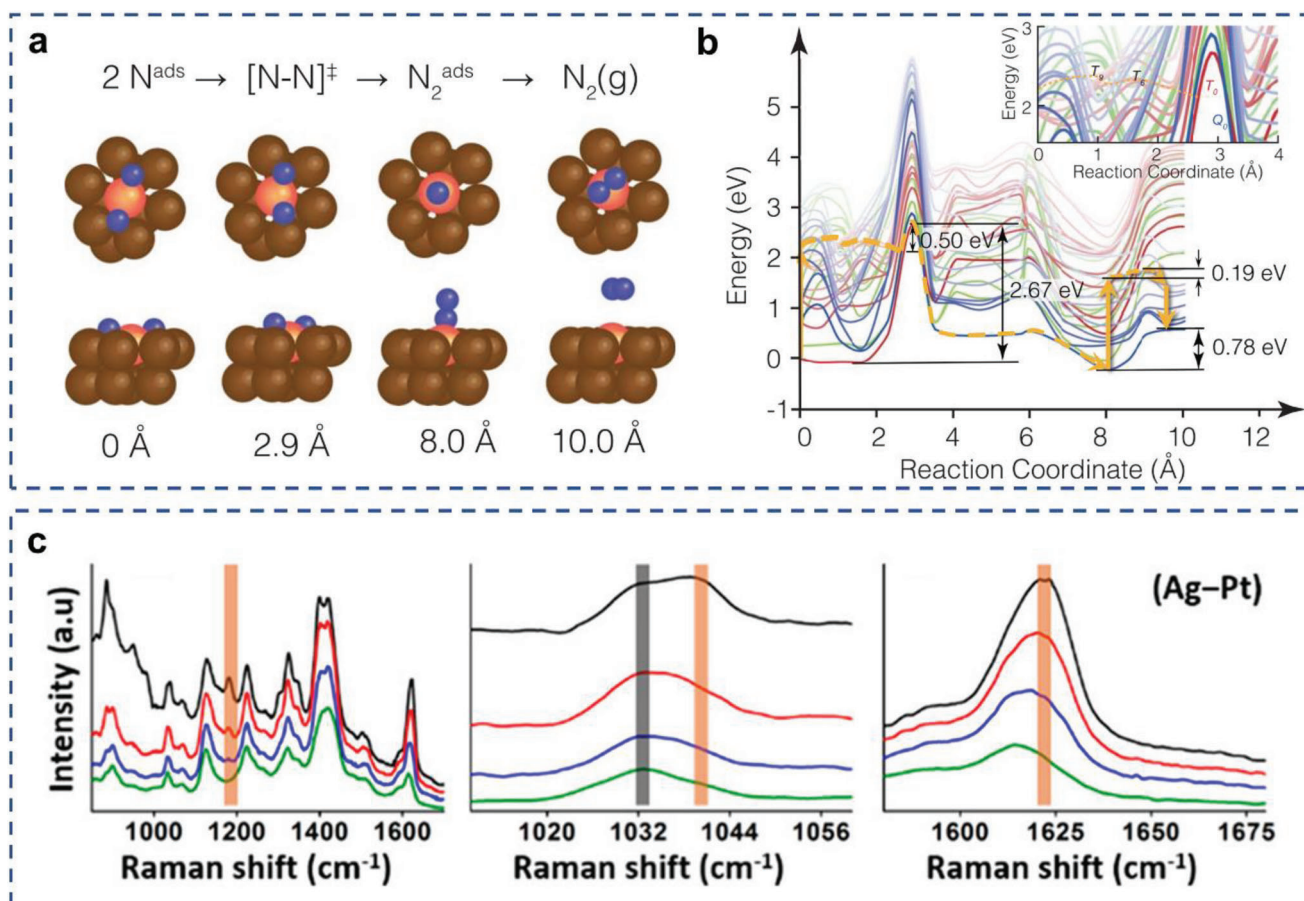 a
2 N^ads → [N-N]^‡ → N₂^ads → N₂(g)
0 Å 2.9 Å 8.0 Å 10.0 Å
b
Energy (eV)
5
4
3
2
1
0
-1
0 2 4 6 8 10 12
Reaction Coordinate (Å)
0.50 eV
2.67 eV
0.19 eV
0.78 eV
Energy (eV)
3
2
T₉ T₆ T₀
Q₀
0 1 2 3 4
Reaction Coordinate (Å)
c
Intensity (a.u)
1000 1200 1400 1600
Raman shift (cm⁻¹)
1020 1032 1044 1056
Raman shift (cm⁻¹)
(Ag–Pt)
1600 1625 1650 1675
Raman shift (cm⁻¹)